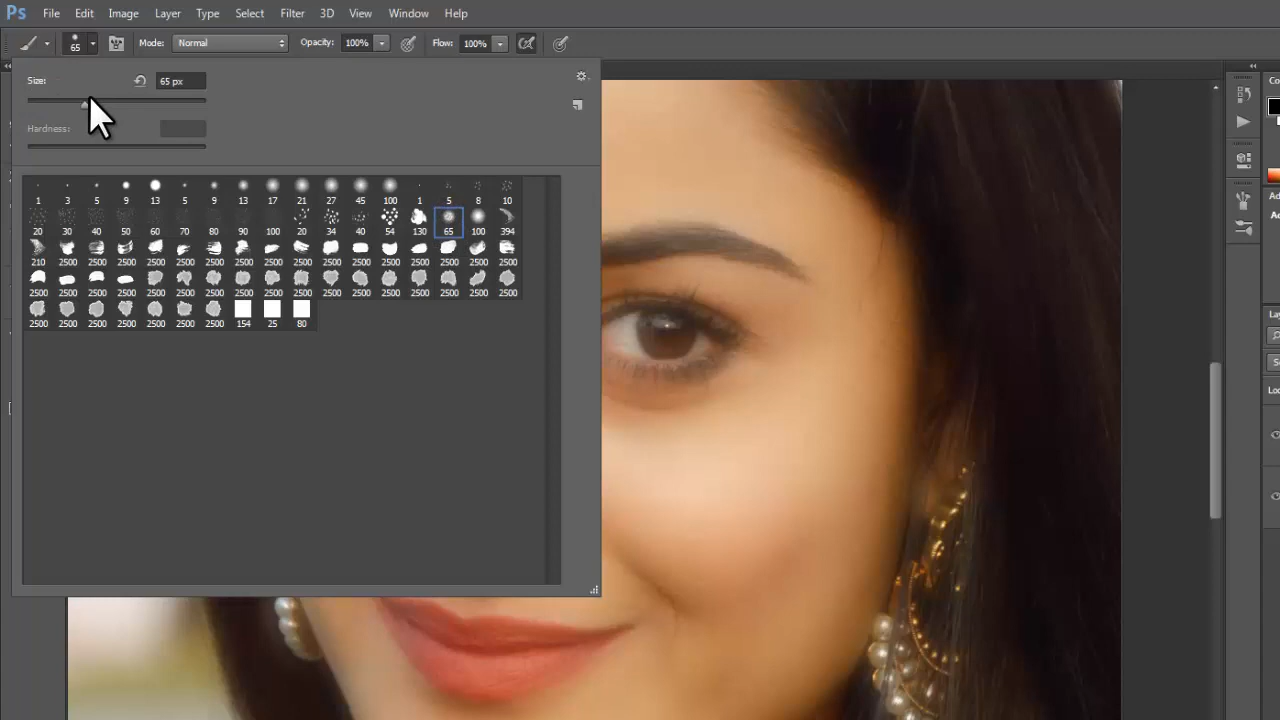 Ps File Edit Image Layer Type Select Filter 3D View Window Help
65 Mode: Normal Opacity: 100% Flow: 100%
Size: 65 px
Hardness:
1 3 5 9 13 5 9 13 17 21 27 45 100 1 5 8 10
20 30 40 50 60 70 80 90 100 20 34 40 54 130 65 100 394
210 2500 2500 2500 2500 2500 2500 2500 2500 2500 2500 2500 2500 2500 2500 2500 2500
2500 2500 2500 2500 2500 2500 2500 2500 2500 2500 2500 2500 2500 2500 2500 2500 2500
2500 2500 2500 2500 2500 2500 2500 154 25 80